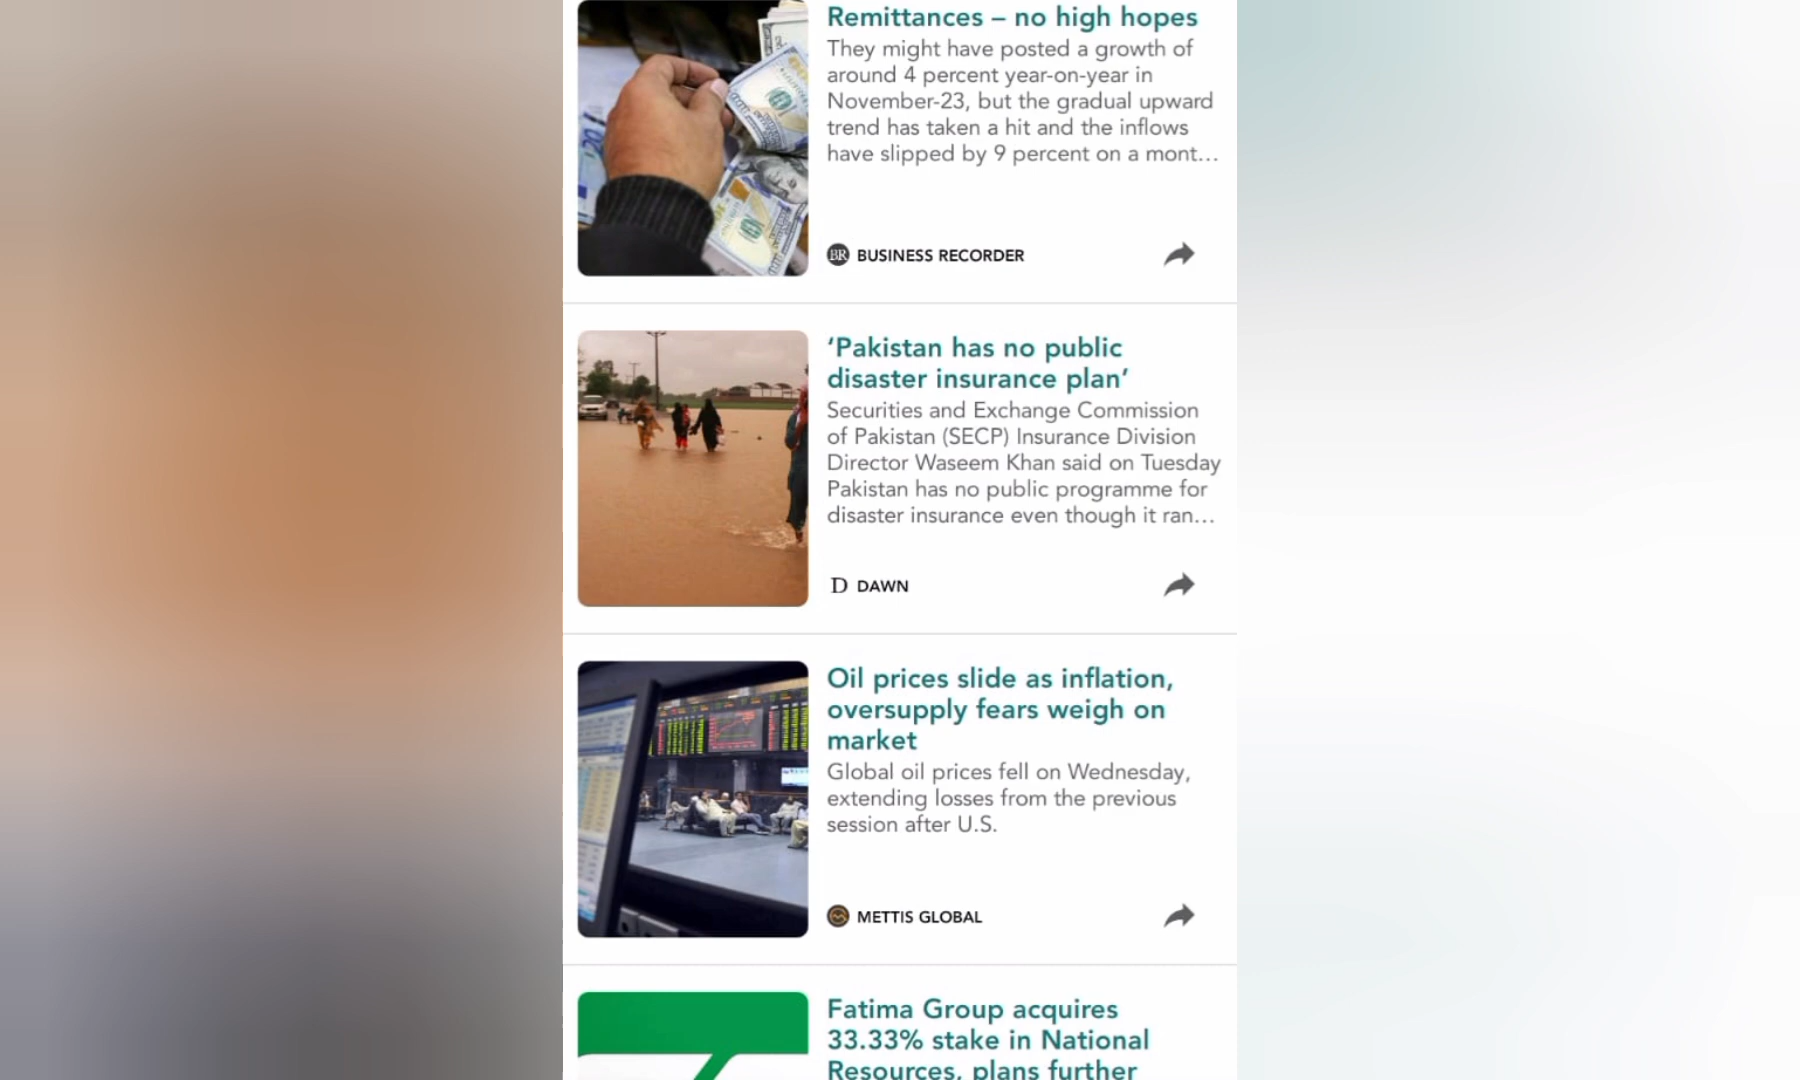 Remittances – no high hopes
They might have posted a growth of
around 4 percent year-on-year in
November-23, but the gradual upward
trend has taken a hit and the inflows
have slipped by 9 percent on a mont...
BR BUSINESS RECORDER
‘Pakistan has no public
disaster insurance plan’
Securities and Exchange Commission
of Pakistan (SECP) Insurance Division
Director Waseem Khan said on Tuesday
Pakistan has no public programme for
disaster insurance even though it ran...
D DAWN
Oil prices slide as inflation,
oversupply fears weigh on
market
Global oil prices fell on Wednesday,
extending losses from the previous
session after U.S.
METTIS GLOBAL
Fatima Group acquires
33.33% stake in National
Resources, plans further